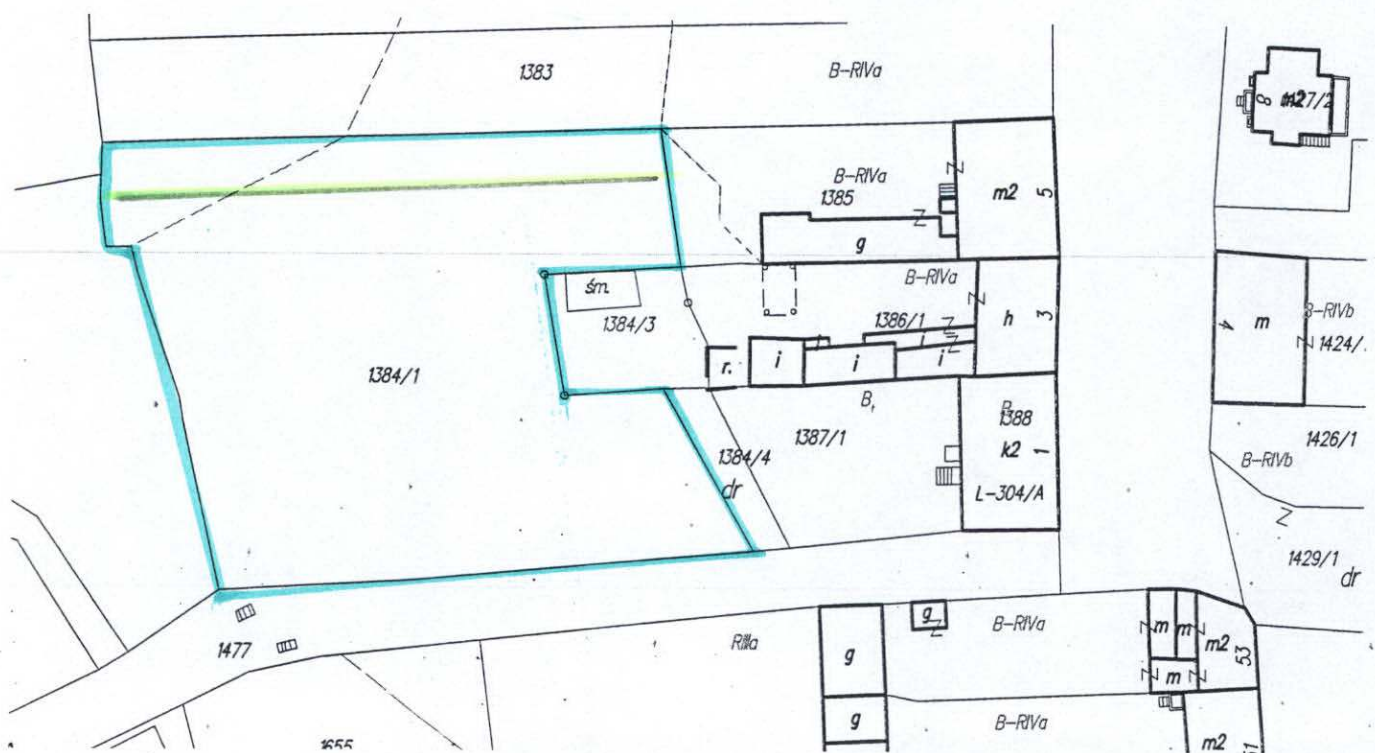 1383
B-RIVa
8
B-RIVa
1385
m2
5
g
śm.
1384/3
B-RIVa
1386/1
h
3
r.
i
i
i
1384/1
m
4
B-RIVb
1424/
1387/1
1388
k2
1
L-304/A
1384/4
dr
1426/1
B-RIVb
1429/1
dr
1477
RIIIa
g
g
B-RIVa
m
m
m2
53
m
g
B-RIVa
m2
1655